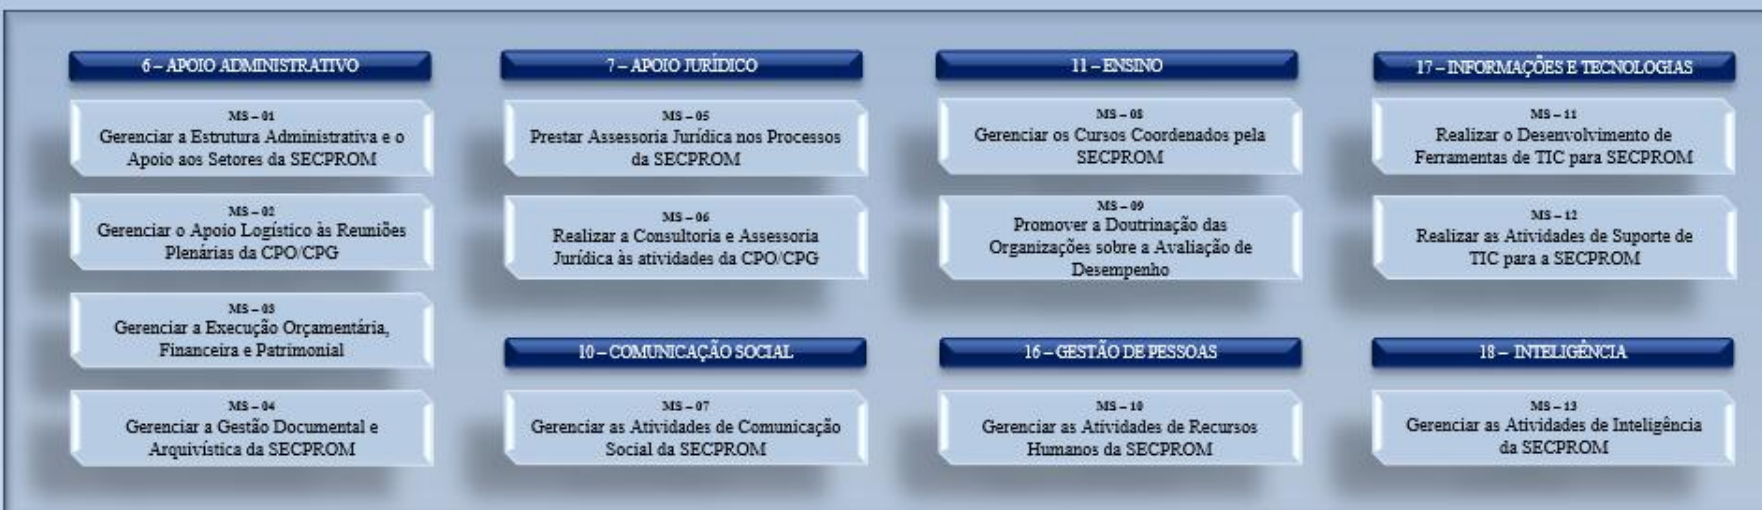 6 – APOIO ADMINISTRATIVO
MS – 01
Gerenciar a Estrutura Administrativa e o
Apoio aos Setores da SECPROM
MS – 02
Gerenciar o Apoio Logístico às Reuniões
Plenárias da CPO/CPG
MS – 03
Gerenciar a Execução Orçamentária,
Financeira e Patrimonial
MS – 04
Gerenciar a Gestão Documental e
Arquivística da SECPROM
7 – APOIO JURÍDICO
MS – 05
Prestar Assessoria Jurídica nos Processos
da SECPROM
MS – 06
Realizar a Consultoria e Assessoria
Jurídica às atividades da CPO/CPG
10 – COMUNICAÇÃO SOCIAL
MS – 07
Gerenciar as Atividades de Comunicação
Social da SECPROM
11 – ENSINO
MS – 08
Gerenciar os Cursos Coordenados pela
SECPROM
MS – 09
Promover a Doutrinação das
Organizações sobre a Avaliação de
Desempenho
16 – GESTÃO DE PESSOAS
MS – 10
Gerenciar as Atividades de Recursos
Humanos da SECPROM
17 – INFORMAÇÕES E TECNOLOGIAS
MS – 11
Realizar o Desenvolvimento de
Ferramentas de TIC para SECPROM
MS – 12
Realizar as Atividades de Suporte de
TIC para a SECPROM
18 – INTELIGÊNCIA
MS – 13
Gerenciar as Atividades de Inteligência
da SECPROM